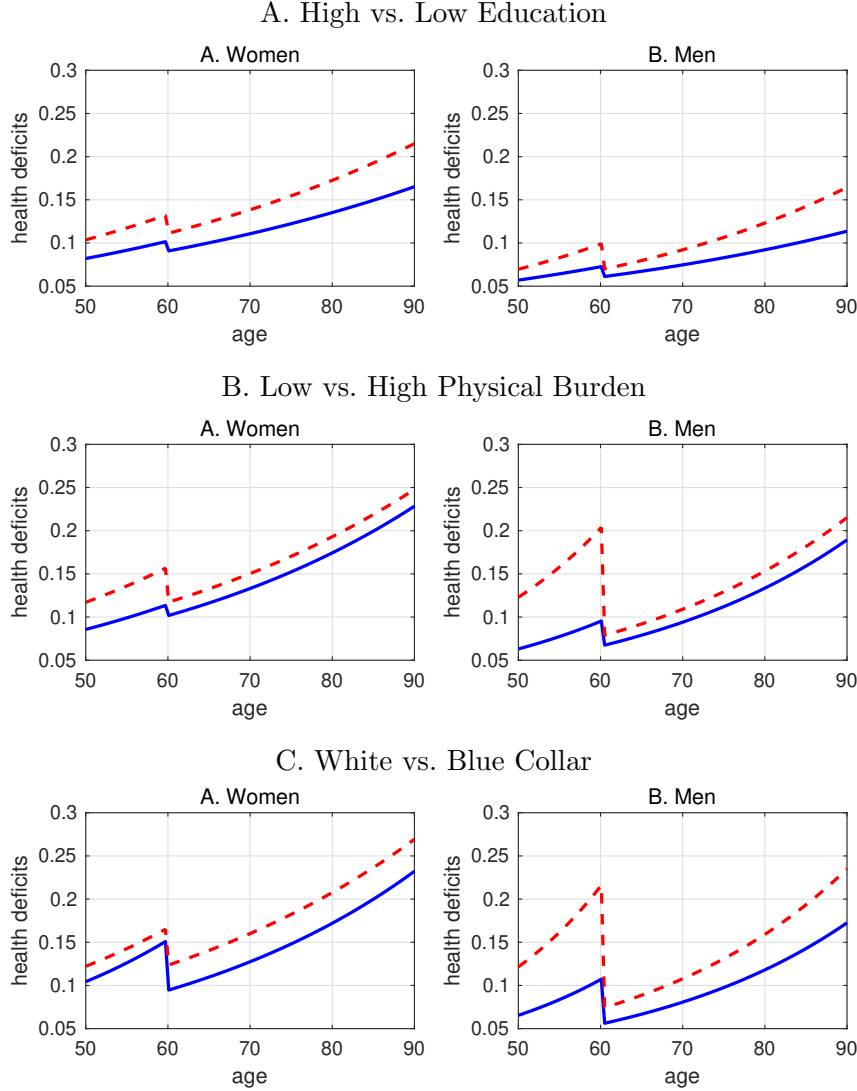 A. High vs. Low Education
A. Women
B. Men
0.3
0.25
0.2
0.15
0.1
0.05
health deficits
50 60 70 80 90
age
0.3
0.25
0.2
0.15
0.1
0.05
health deficits
50 60 70 80 90
age
B. Low vs. High Physical Burden
A. Women
B. Men
0.3
0.25
0.2
0.15
0.1
0.05
health deficits
50 60 70 80 90
age
0.3
0.25
0.2
0.15
0.1
0.05
health deficits
50 60 70 80 90
age
C. White vs. Blue Collar
A. Women
B. Men
0.3
0.25
0.2
0.15
0.1
0.05
health deficits
50 60 70 80 90
age
0.3
0.25
0.2
0.15
0.1
0.05
health deficits
50 60 70 80 90
age